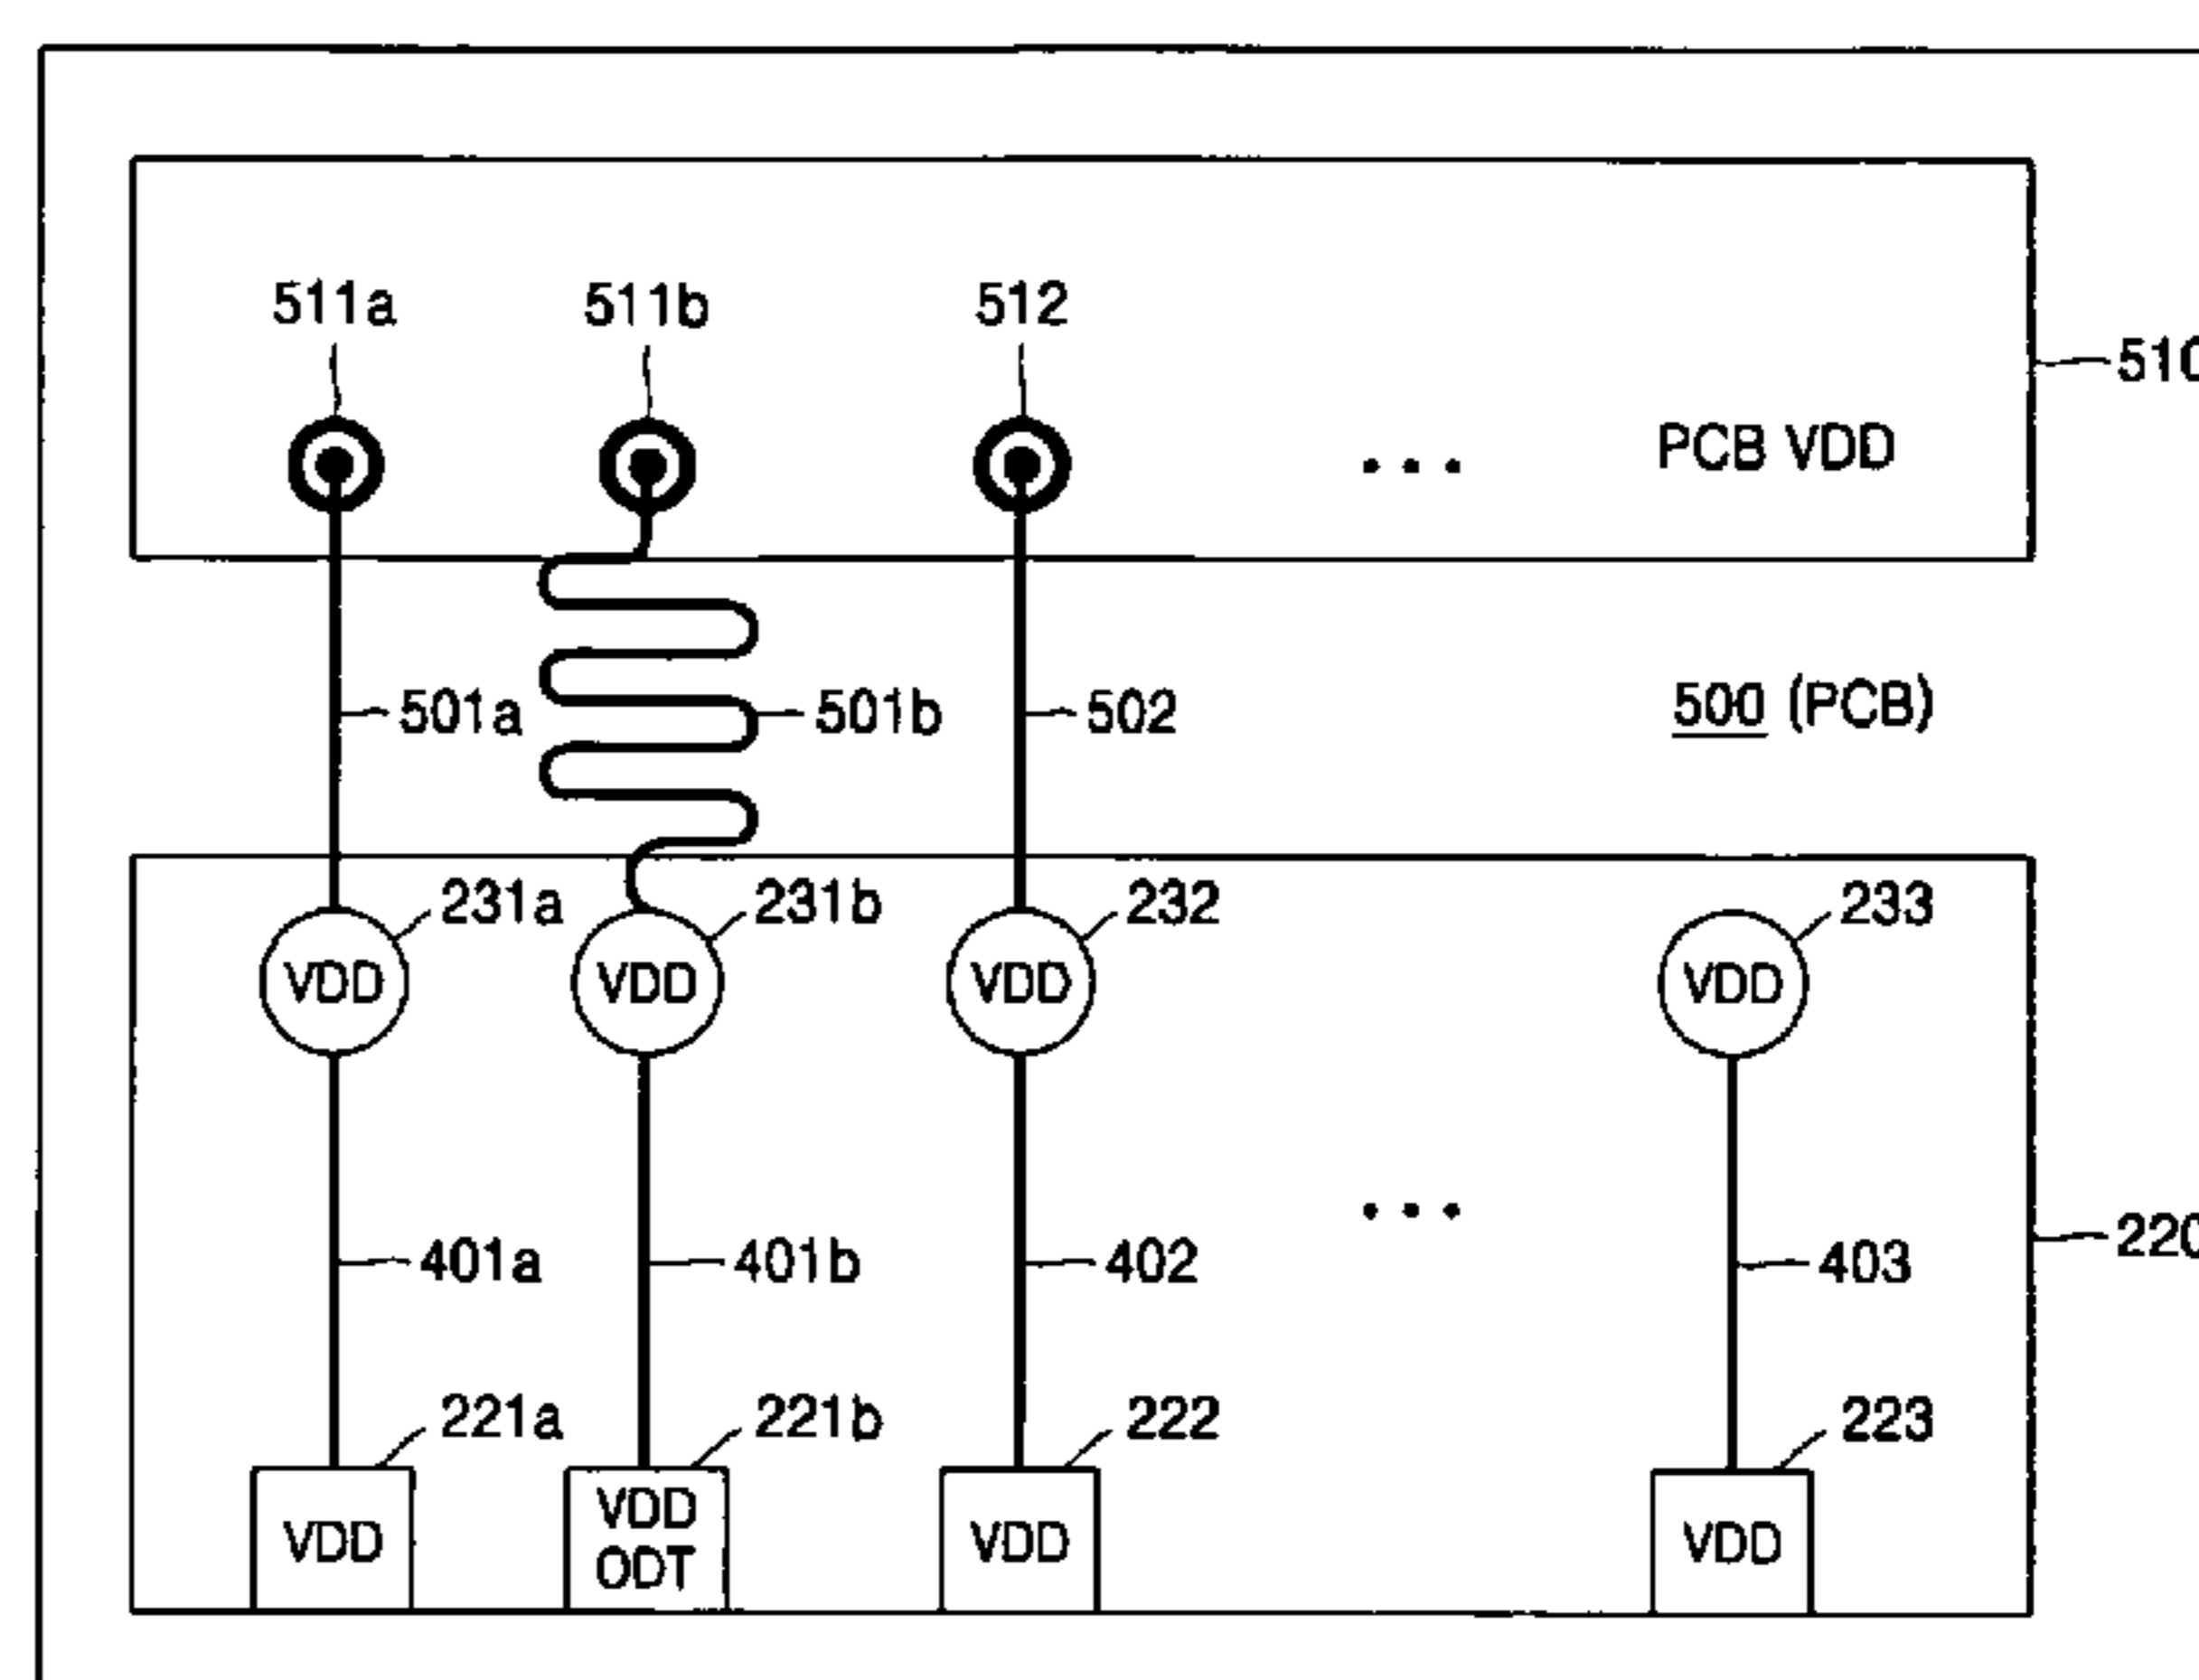 511a 511b 512
510
... PCB VDD
501a 501b 502 500 (PCB)
231a 231b 232 233
VDD VDD VDD VDD
...
401a 401b 402 403
220
221a 221b 222 223
VDD VDD ODT VDD VDD